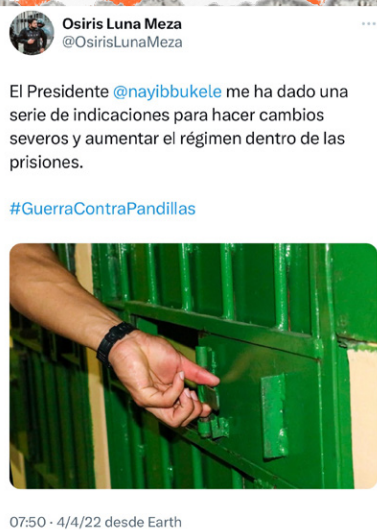 Osiris Luna Meza
@OsirisLunaMeza
El Presidente @nayibbukele me ha dado una
serie de indicaciones para hacer cambios
severos y aumentar el régimen dentro de las
prisiones.
#GuerraContraPandillas
07:50 · 4/4/22 desde Earth